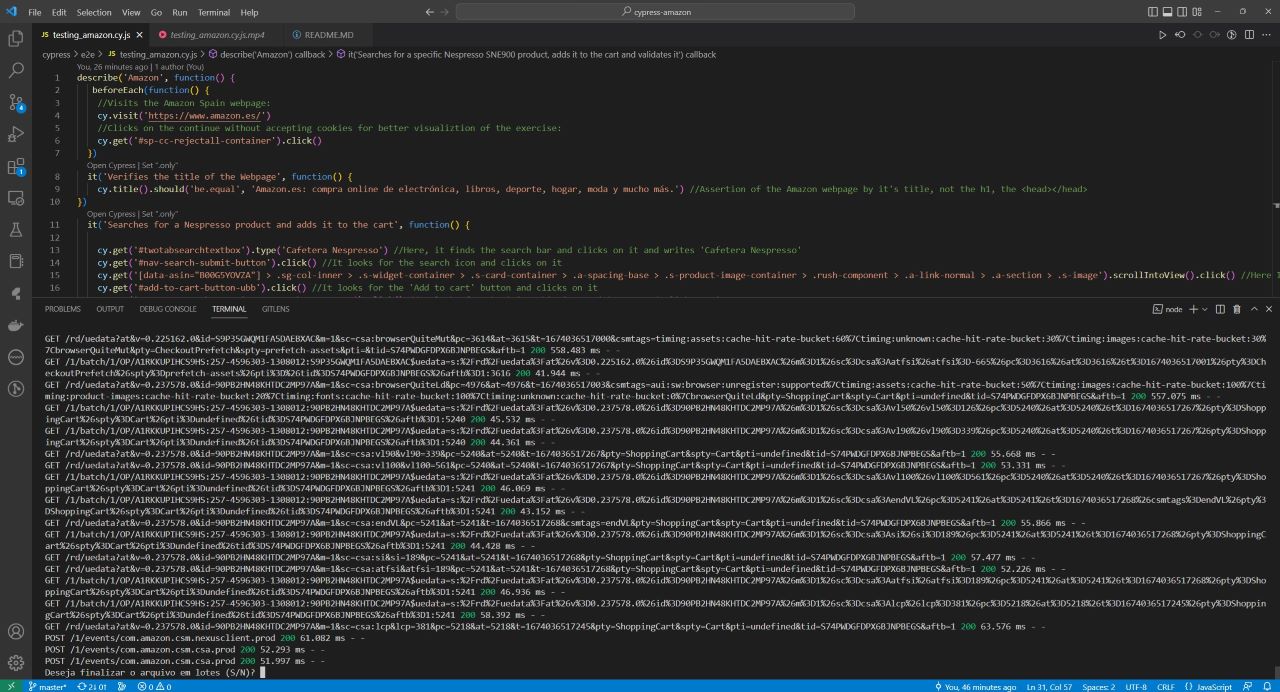 File Edit Selection View Go Run Terminal Help
cypress-amazon
JS testing_amazon.cy.js
testing_amazon.cy.js.mp4
README.MD
cypress > e2e > JS testing_amazon.cy.js > describe('Amazon') callback > it('Searches for a specific Nespresso SNE900 product, adds it to the cart and validates it') callback
You, 26 minutes ago | 1 author (You)
1 describe('Amazon', function() {
2 beforeEach(function() {
3 //Visits the Amazon Spain webpage:
4 cy.visit('https://www.amazon.es/')
5 //Clicks on the continue without accepting cookies for better visualiztion of the exercise:
6 cy.get('#sp-cc-rejectall-container').click()
7 })
Open Cypress | Set ".only"
8 it('Verifies the title of the Webpage', function() {
9 cy.title().should('be.equal', 'Amazon.es: compra online de electrónica, libros, deporte, hogar, moda y mucho más.') //Assertion of the Amazon webpage by it's title, not the h1, the <head></head>
10 })
Open Cypress | Set ".only"
11 it('Searches for a Nespresso product and adds it to the cart', function() {
12
13 cy.get('#twotabsearchtextbox').type('Cafetera Nespresso') //Here, it finds the search bar and clicks on it and writes 'Cafetera Nespresso'
14 cy.get('#nav-search-submit-button').click() //It looks for the search icon and clicks on it
15 cy.get('[data-asin="B00G5YOVZA"] > .sg-col-inner > .s-widget-container > .s-card-container > .a-spacing-base > .s-product-image-container > .rush-component > .a-link-normal > .a-section > .s-image').scrollIntoView().click() //Here I
16 cy.get('#add-to-cart-button-ubb').click() //It looks for the 'Add to cart' button and clicks on it
PROBLEMS OUTPUT DEBUG CONSOLE TERMINAL GITLENS
node
GET /rd/uedata?at&v=0.225162.0&id=S9P35GWQM1FA5DAEBXAC&m=1&sc=csa:browserQuiteMut&pc=3614&at=3615&t=1674036517000&csmtags=timing:assets:cache-hit-rate-bucket:60%7Ctiming:unknown:cache-hit-rate-bucket:30%7Ctiming:images:cache-hit-rate-bucket:30%
7CbrowserQuiteMut&pty=CheckoutPrefetch&spty=prefetch-assets&pti=&tid=S74PWDGFDPX6BJNPBEGS&aftb=1 200 558.483 ms - -
GET /1/batch/1/OP/A1RKKUPIHCS9HS:257-4596303-1308012:S9P35GWQM1FA5DAEBXAC$uedata=s:%2Frd%2Fuedata%3Fat%26v%3D0.225162.0%26id%3DS9P35GWQM1FA5DAEBXAC%26m%3D1%26sc%3Dcsa%3Aatfsi%26atfsi%3D-665%26pc%3D3616%26at%3D3616%26t%3D1674036517001%26pty%3DCh
eckoutPrefetch%26spty%3Dprefetch-assets%26pti%3D%26tid%3DS74PWDGFDPX6BJNPBEGS%26aftb%3D1:3616 200 41.944 ms - -
GET /rd/uedata?at&v=0.237578.0&id=90PB2HN48KHTDC2MP97A&m=1&sc=csa:browserQuiteLd&pc=4976&at=4976&t=1674036517003&csmtags=aui:sw:browser:unregister:supported%7Ctiming:assets:cache-hit-rate-bucket:50%7Ctiming:images:cache-hit-rate-bucket:100%7Cti
ming:product-images:cache-hit-rate-bucket:20%7Ctiming:fonts:cache-hit-rate-bucket:100%7Ctiming:unknown:cache-hit-rate-bucket:0%7CbrowserQuiteLd&pty=ShoppingCart&spty=Cart&pti=undefined&tid=S74PWDGFDPX6BJNPBEGS&aftb=1 200 557.075 ms - -
GET /1/batch/1/OP/A1RKKUPIHCS9HS:257-4596303-1308012:90PB2HN48KHTDC2MP97A$uedata=s:%2Frd%2Fuedata%3Fat%26v%3D0.237578.0%26id%3D90PB2HN48KHTDC2MP97A%26m%3D1%26sc%3Dcsa%3Avl50%26vl50%3D126%26pc%3D5240%26at%3D5240%26t%3D1674036517267%26pty%3DShop
pingCart%26spty%3DCart%26pti%3Dundefined%26tid%3DS74PWDGFDPX6BJNPBEGS%26aftb%3D1:5240 200 45.532 ms - -
GET /1/batch/1/OP/A1RKKUPIHCS9HS:257-4596303-1308012:90PB2HN48KHTDC2MP97A$uedata=s:%2Frd%2Fuedata%3Fat%26v%3D0.237578.0%26id%3D90PB2HN48KHTDC2MP97A%26m%3D1%26sc%3Dcsa%3Avl90%26vl90%3D339%26pc%3D5240%26at%3D5240%26t%3D1674036517267%26pty%3DShopp
ingCart%26spty%3DCart%26pti%3Dundefined%26tid%3DS74PWDGFDPX6BJNPBEGS%26aftb%3D1:5240 200 44.361 ms - -
GET /rd/uedata?at&v=0.237578.0&id=90PB2HN48KHTDC2MP97A&m=1&sc=csa:vl90&vl90=339&pc=5240&at=5240&t=1674036517267&pty=ShoppingCart&spty=Cart&pti=undefined&tid=S74PWDGFDPX6BJNPBEGS&aftb=1 200 55.668 ms - -
GET /rd/uedata?at&v=0.237578.0&id=90PB2HN48KHTDC2MP97A&m=1&sc=csa:vl100&vl100=561&pc=5240&at=5240&t=1674036517267&pty=ShoppingCart&spty=Cart&pti=undefined&tid=S74PWDGFDPX6BJNPBEGS&aftb=1 200 53.331 ms - -
GET /1/batch/1/OP/A1RKKUPIHCS9HS:257-4596303-1308012:90PB2HN48KHTDC2MP97A$uedata=s:%2Frd%2Fuedata%3Fat%26v%3D0.237578.0%26id%3D90PB2HN48KHTDC2MP97A%26m%3D1%26sc%3Dcsa%3Avl100%26vl100%3D561%26pc%3D5240%26at%3D5240%26t%3D1674036517267%26pty%3DSho
ppingCart%26spty%3DCart%26pti%3Dundefined%26tid%3DS74PWDGFDPX6BJNPBEGS%26aftb%3D1:5241 200 46.069 ms - -
GET /1/batch/1/OP/A1RKKUPIHCS9HS:257-4596303-1308012:90PB2HN48KHTDC2MP97A$uedata=s:%2Frd%2Fuedata%3Fat%26v%3D0.237578.0%26id%3D90PB2HN48KHTDC2MP97A%26m%3D1%26sc%3Dcsa%3AendVL%26pc%3D5241%26at%3D5241%26t%3D1674036517268%26csmtags%3DendVL%26pty%3
DShoppingCart%26spty%3DCart%26pti%3Dundefined%26tid%3DS74PWDGFDPX6BJNPBEGS%26aftb%3D1:5241 200 43.152 ms - -
GET /rd/uedata?at&v=0.237578.0&id=90PB2HN48KHTDC2MP97A&m=1&sc=csa:endVL&pc=5241&at=5241&t=1674036517268&csmtags=endVL&pty=ShoppingCart&spty=Cart&pti=undefined&tid=S74PWDGFDPX6BJNPBEGS&aftb=1 200 55.866 ms - -
GET /1/batch/1/OP/A1RKKUPIHCS9HS:257-4596303-1308012:90PB2HN48KHTDC2MP97A$uedata=s:%2Frd%2Fuedata%3Fat%26v%3D0.237578.0%26id%3D90PB2HN48KHTDC2MP97A%26m%3D1%26sc%3Dcsa%3Asi%26si%3D189%26pc%3D5241%26at%3D5241%26t%3D1674036517268%26pty%3DShoppingC
art%26spty%3DCart%26pti%3Dundefined%26tid%3DS74PWDGFDPX6BJNPBEGS%26aftb%3D1:5241 200 44.428 ms - -
GET /rd/uedata?at&v=0.237578.0&id=90PB2HN48KHTDC2MP97A&m=1&sc=csa:si&si=189&pc=5241&at=5241&t=1674036517268&pty=ShoppingCart&spty=Cart&pti=undefined&tid=S74PWDGFDPX6BJNPBEGS&aftb=1 200 57.477 ms - -
GET /rd/uedata?at&v=0.237578.0&id=90PB2HN48KHTDC2MP97A&m=1&sc=csa:atfsi&atfsi=189&pc=5241&at=5241&t=1674036517268&pty=ShoppingCart&spty=Cart&pti=undefined&tid=S74PWDGFDPX6BJNPBEGS&aftb=1 200 52.226 ms - -
GET /1/batch/1/OP/A1RKKUPIHCS9HS:257-4596303-1308012:90PB2HN48KHTDC2MP97A$uedata=s:%2Frd%2Fuedata%3Fat%26v%3D0.237578.0%26id%3D90PB2HN48KHTDC2MP97A%26m%3D1%26sc%3Dcsa%3Aatfsi%26atfsi%3D189%26pc%3D5241%26at%3D5241%26t%3D1674036517268%26pty%3DSho
ppingCart%26spty%3DCart%26pti%3Dundefined%26tid%3DS74PWDGFDPX6BJNPBEGS%26aftb%3D1:5241 200 46.936 ms - -
GET /1/batch/1/OP/A1RKKUPIHCS9HS:257-4596303-1308012:90PB2HN48KHTDC2MP97A$uedata=s:%2Frd%2Fuedata%3Fat%26v%3D0.237578.0%26id%3D90PB2HN48KHTDC2MP97A%26m%3D1%26sc%3Dcsa%3Alcp%26lcp%3D381%26pc%3D5218%26at%3D5218%26t%3D1674036517245%26pty%3DShoppin
gCart%26spty%3DCart%26pti%3Dundefined%26tid%3DS74PWDGFDPX6BJNPBEGS%26aftb%3D1:5241 200 58.392 ms - -
GET /rd/uedata?at&v=0.237578.0&id=90PB2HN48KHTDC2MP97A&m=1&sc=csa:lcp&lcp=381&pc=5218&at=5218&t=1674036517245&pty=ShoppingCart&spty=Cart&pti=undefined&tid=S74PWDGFDPX6BJNPBEGS&aftb=1 200 63.576 ms - -
POST /1/events/com.amazon.csm.nexusclient.prod 200 61.082 ms - -
POST /1/events/com.amazon.csm.csa.prod 200 52.293 ms - -
POST /1/events/com.amazon.csm.csa.prod 200 51.997 ms - -
Deseja finalizar o arquivo em lotes (S/N)?
master* 2↓ 0↑ 0 0 You, 46 minutes ago Ln 31, Col 57 Spaces: 2 UTF-8 CRLF {} JavaScript